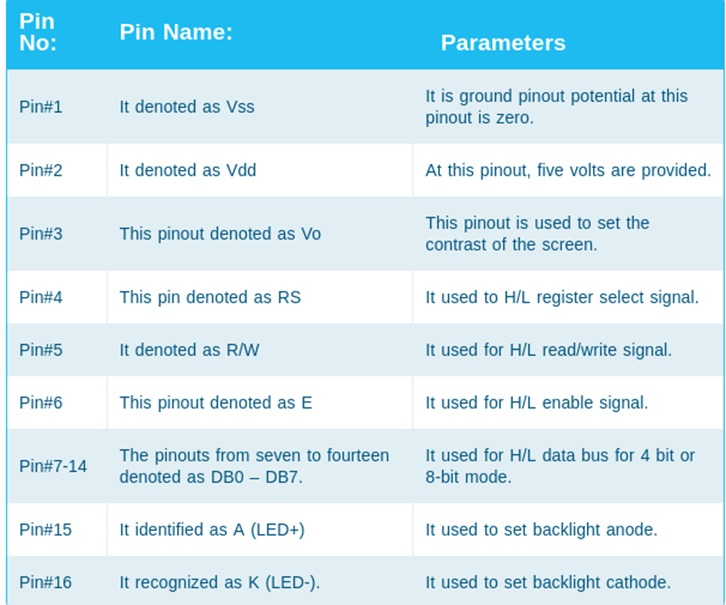 Pin
No:
Pin Name:
Parameters
Pin#1
It denoted as Vss
It is ground pinout potential at this
pinout is zero.
Pin#2
It denoted as Vdd
At this pinout, five volts are provided.
Pin#3
This pinout denoted as Vo
This pinout is used to set the
contrast of the screen.
Pin#4
This pin denoted as RS
It used to H/L register select signal.
Pin#5
It denoted as R/W
It used for H/L read/write signal.
Pin#6
This pinout denoted as E
It used for H/L enable signal.
Pin#7-14
The pinouts from seven to fourteen
denoted as DB0 – DB7.
It used for H/L data bus for 4 bit or
8-bit mode.
Pin#15
It identified as A (LED+)
It used to set backlight anode.
Pin#16
It recognized as K (LED-).
It used to set backlight cathode.